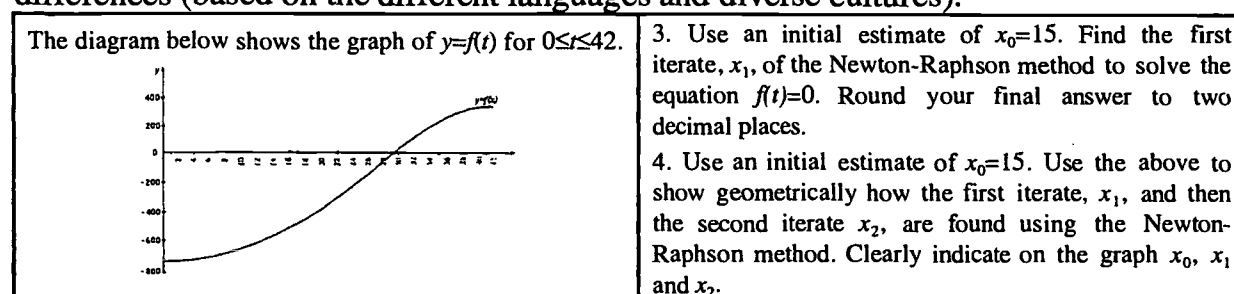 differences (based on the different languages and diverse cultures).
The diagram below shows the graph of y=f(t) for 0≤t≤42.
y
400
200
0
-200
-400
-600
-800
3. Use an initial estimate of x₀=15. Find the first
iterate, x₁, of the Newton-Raphson method to solve the
equation f(t)=0. Round your final answer to two
decimal places.
4. Use an initial estimate of x₀=15. Use the above to
show geometrically how the first iterate, x₁, and then
the second iterate x₂, are found using the Newton-
Raphson method. Clearly indicate on the graph x₀, x₁
and x₂.